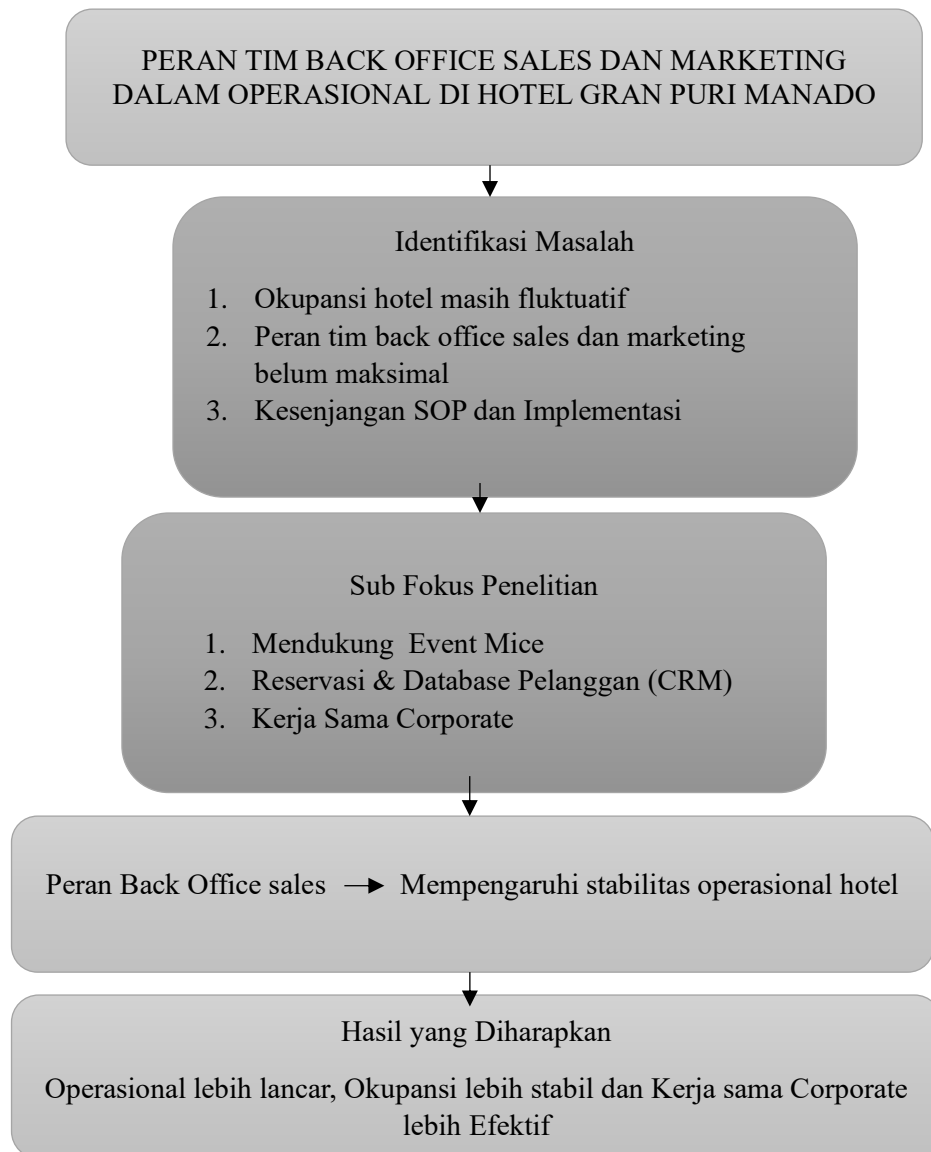 PERAN TIM BACK OFFICE SALES DAN MARKETING
DALAM OPERASIONAL DI HOTEL GRAN PURI MANADO
Identifikasi Masalah
1. Okupansi hotel masih fluktuatif
2. Peran tim back office sales dan marketing
belum maksimal
3. Kesenjangan SOP dan Implementasi
Sub Fokus Penelitian
1. Mendukung Event Mice
2. Reservasi & Database Pelanggan (CRM)
3. Kerja Sama Corporate
Peran Back Office sales → Mempengaruhi stabilitas operasional hotel
Hasil yang Diharapkan
Operasional lebih lancar, Okupansi lebih stabil dan Kerja sama Corporate
lebih Efektif